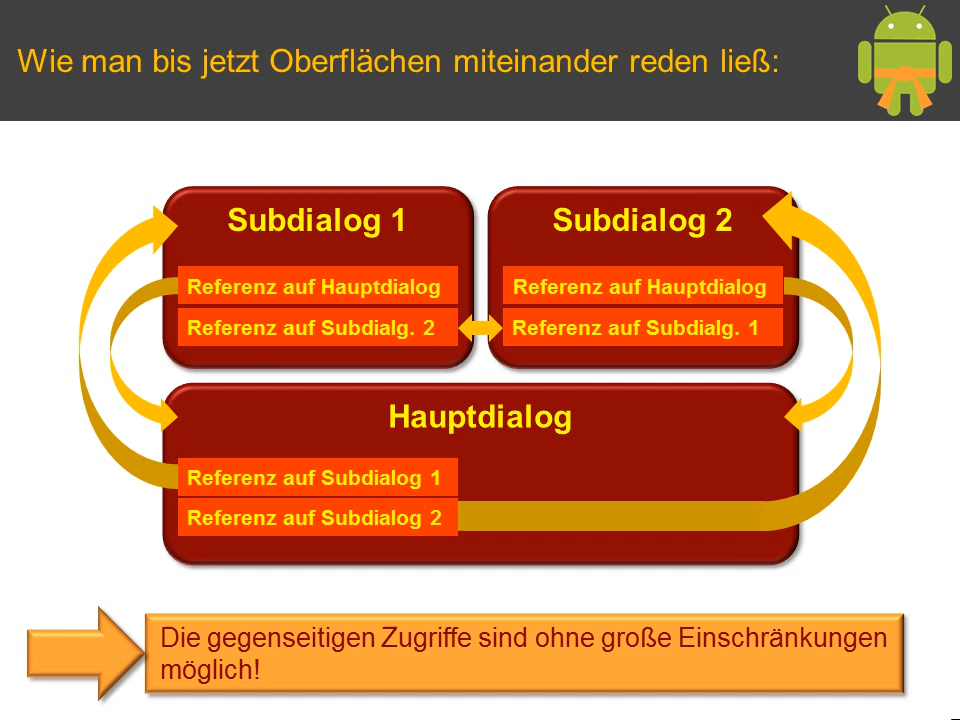 Wie man bis jetzt Oberflächen miteinander reden ließ:
Subdialog 1
Referenz auf Hauptdialog
Referenz auf Subdialg. 2
Subdialog 2
Referenz auf Hauptdialog
Referenz auf Subdialg. 1
Hauptdialog
Referenz auf Subdialog 1
Referenz auf Subdialog 2
Die gegenseitigen Zugriffe sind ohne große Einschränkungen
möglich!